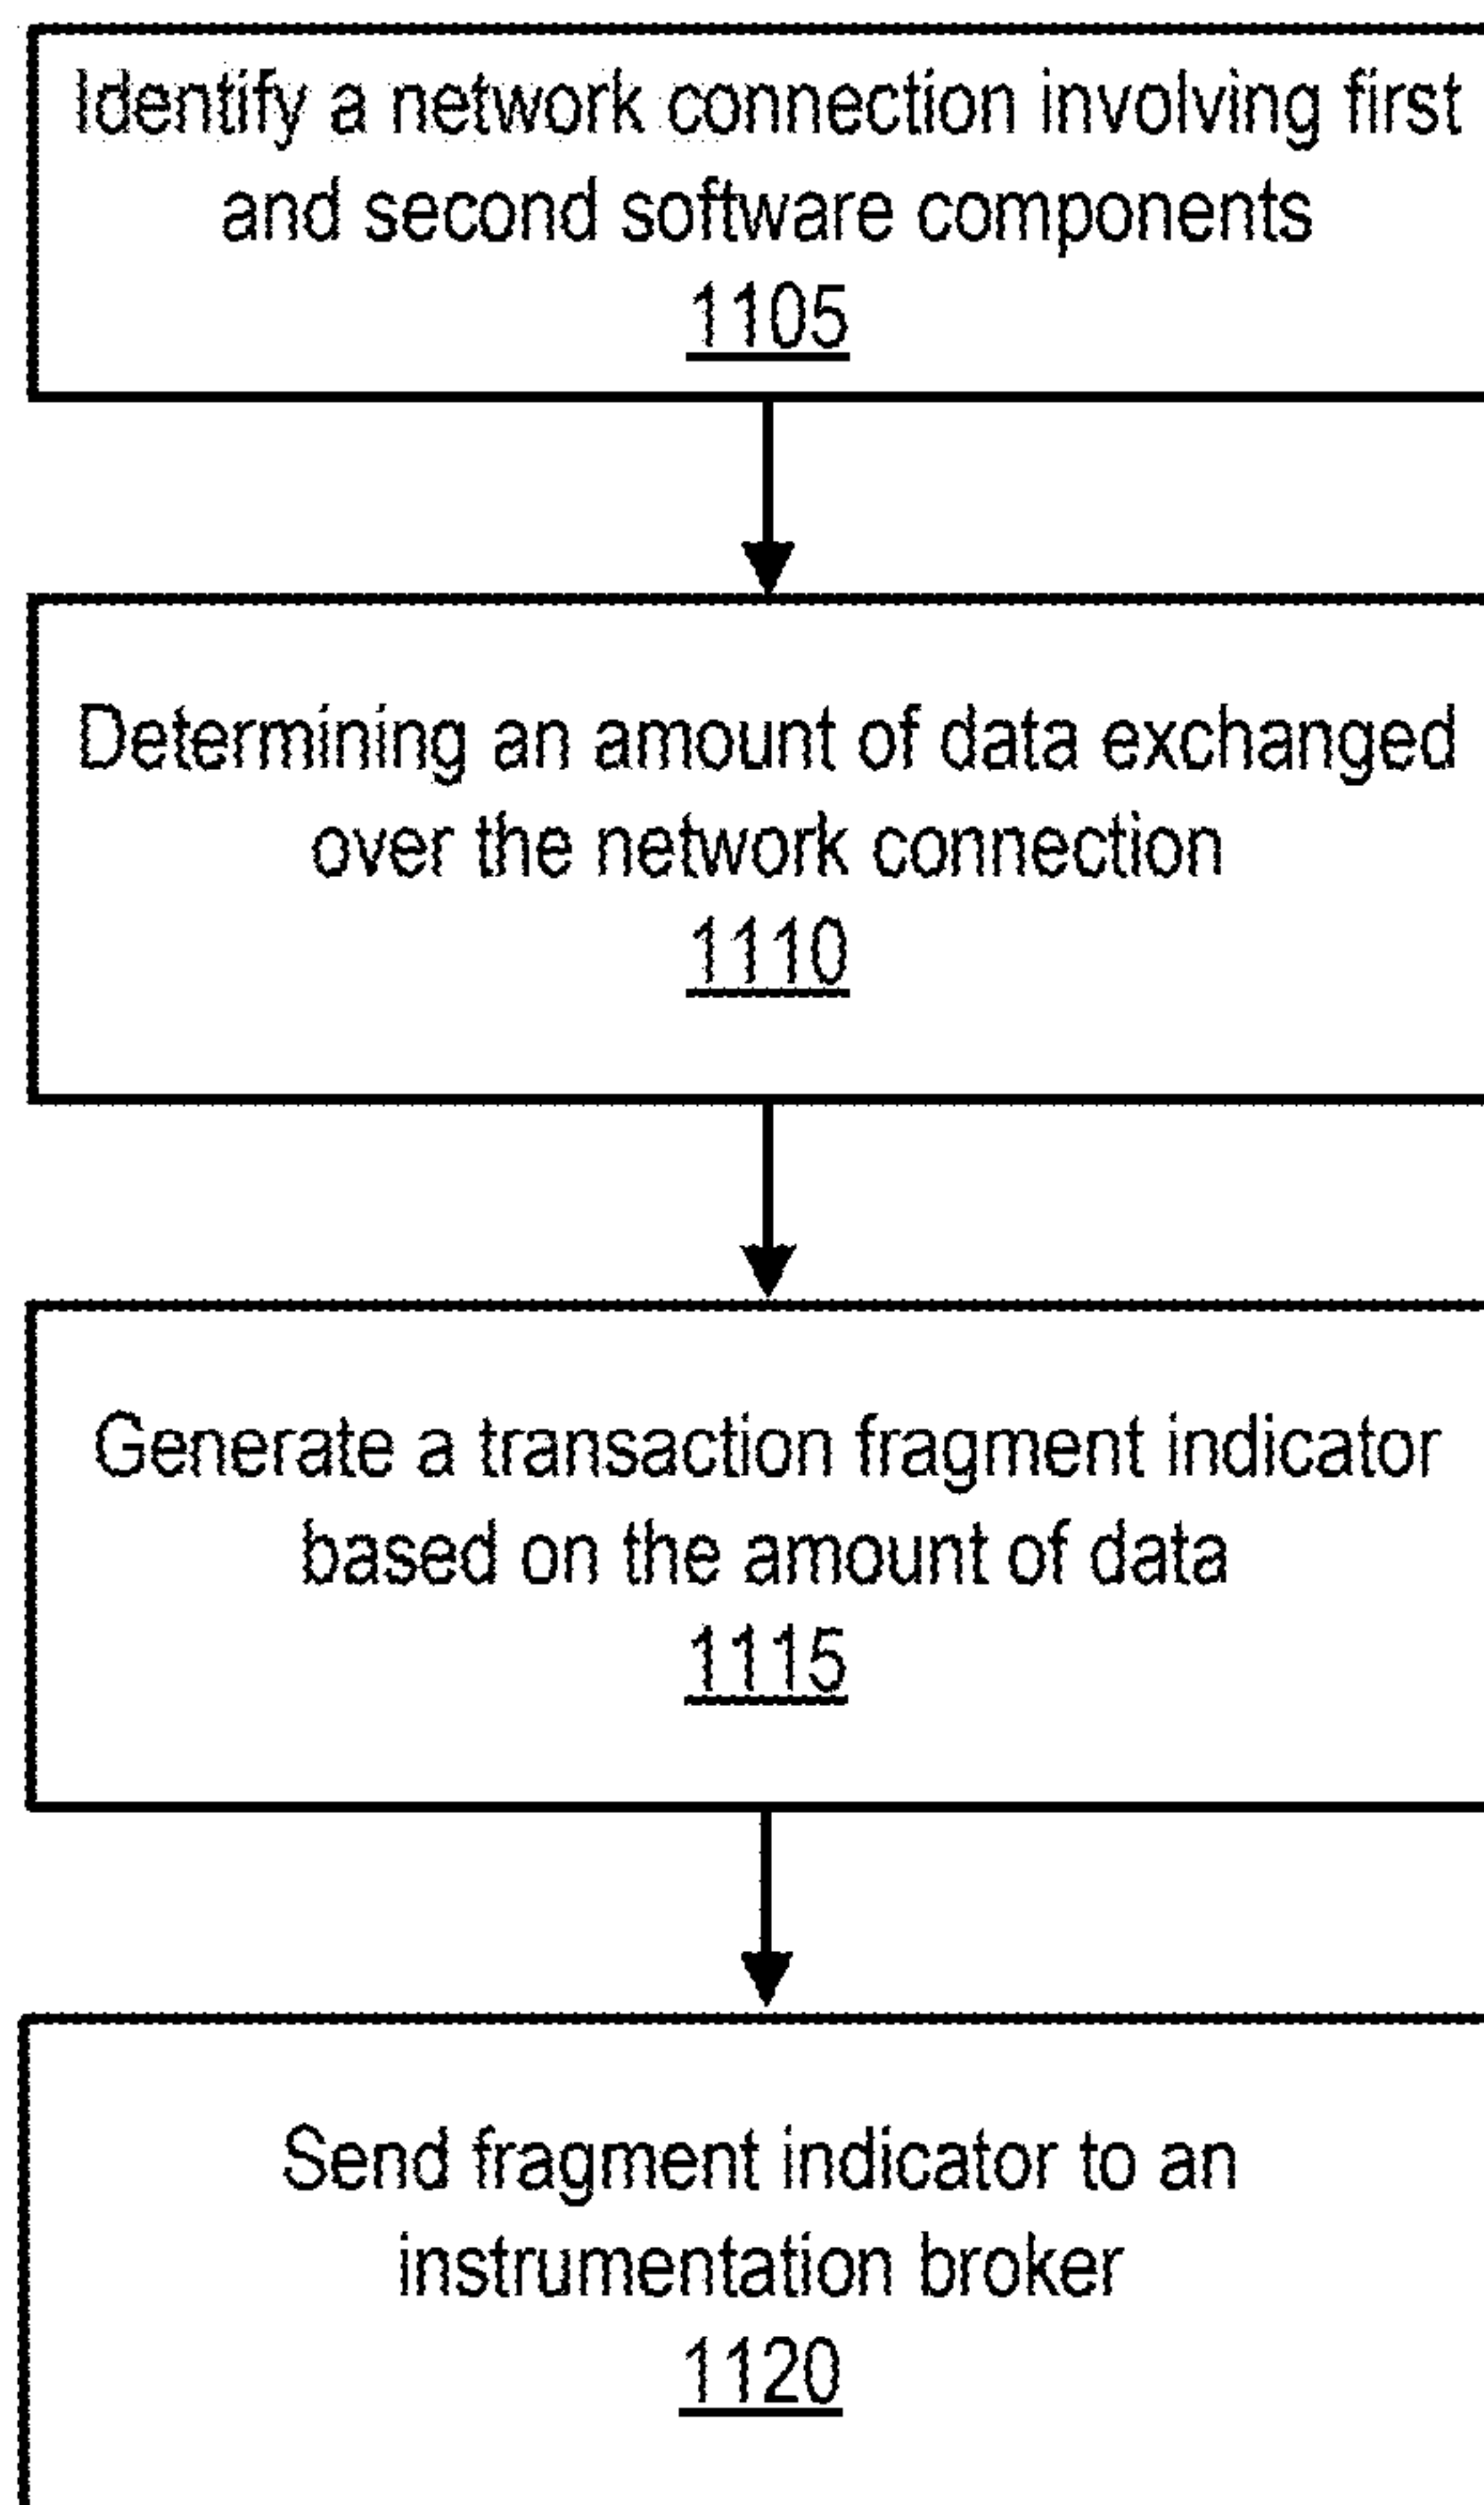 Identify a network connection involving first
and second software components
1105
Determining an amount of data exchanged
over the network connection
1110
Generate a transaction fragment indicator
based on the amount of data
1115
Send fragment indicator to an
instrumentation broker
1120